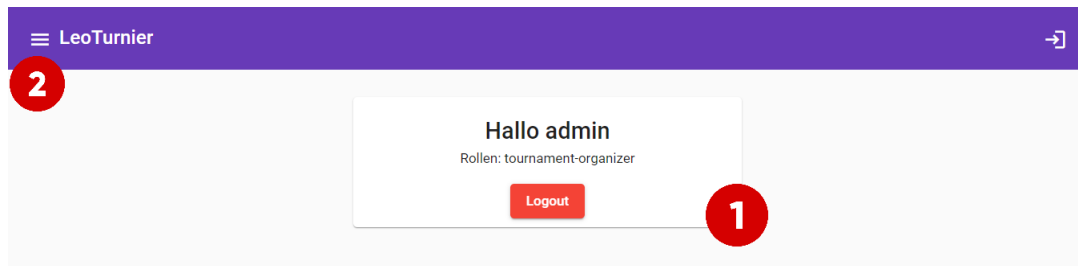 LeoTurnier
2
Hallo admin
Rollen: tournament-organizer
Logout
1